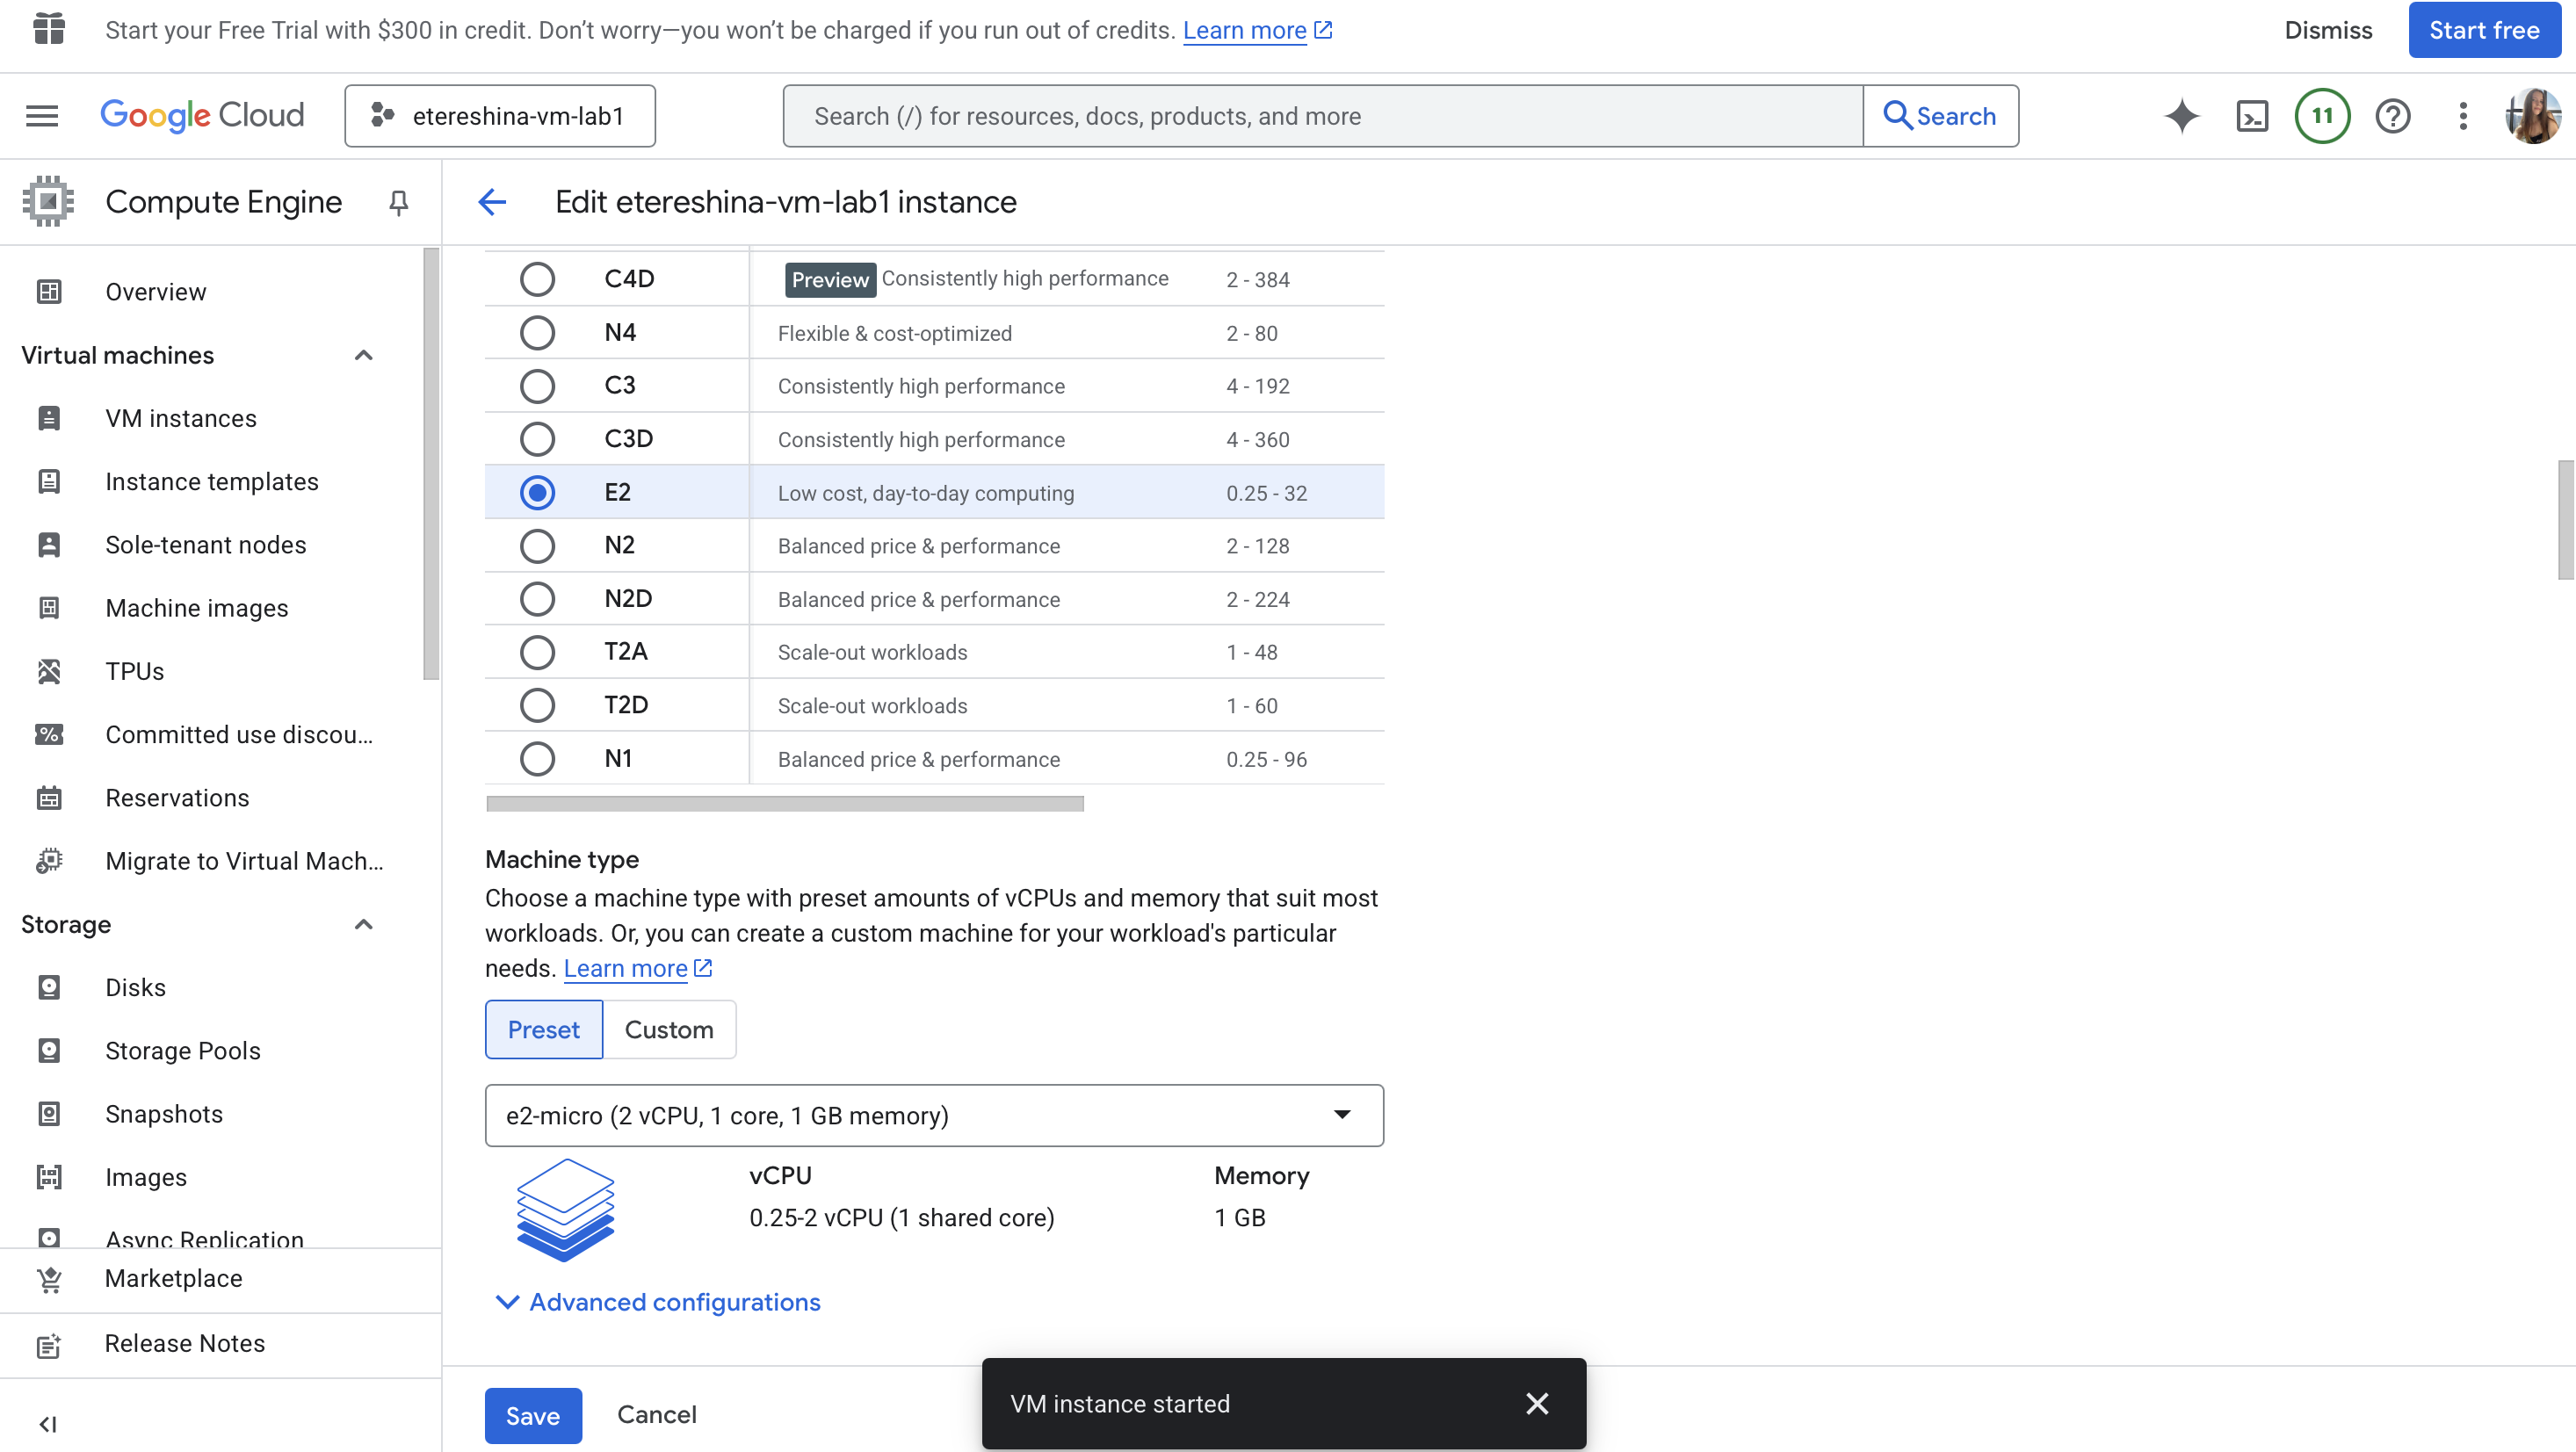 Start your Free Trial with $300 in credit. Don’t worry—you won’t be charged if you run out of credits. Learn more
Dismiss
Start free
Google Cloud
etereshina-vm-lab1
Search (/) for resources, docs, products, and more
Search
11
Compute Engine
Edit etereshina-vm-lab1 instance
Overview
Virtual machines
VM instances
Instance templates
Sole-tenant nodes
Machine images
TPUs
Committed use discou...
Reservations
Migrate to Virtual Mach...
Storage
Disks
Storage Pools
Snapshots
Images
Async Replication
Marketplace
Release Notes
C4D Preview Consistently high performance 2 - 384
N4 Flexible & cost-optimized 2 - 80
C3 Consistently high performance 4 - 192
C3D Consistently high performance 4 - 360
E2 Low cost, day-to-day computing 0.25 - 32
N2 Balanced price & performance 2 - 128
N2D Balanced price & performance 2 - 224
T2A Scale-out workloads 1 - 48
T2D Scale-out workloads 1 - 60
N1 Balanced price & performance 0.25 - 96
Machine type
Choose a machine type with preset amounts of vCPUs and memory that suit most
workloads. Or, you can create a custom machine for your workload's particular
needs. Learn more
Preset Custom
e2-micro (2 vCPU, 1 core, 1 GB memory)
vCPU Memory
0.25-2 vCPU (1 shared core) 1 GB
Advanced configurations
Save Cancel
VM instance started